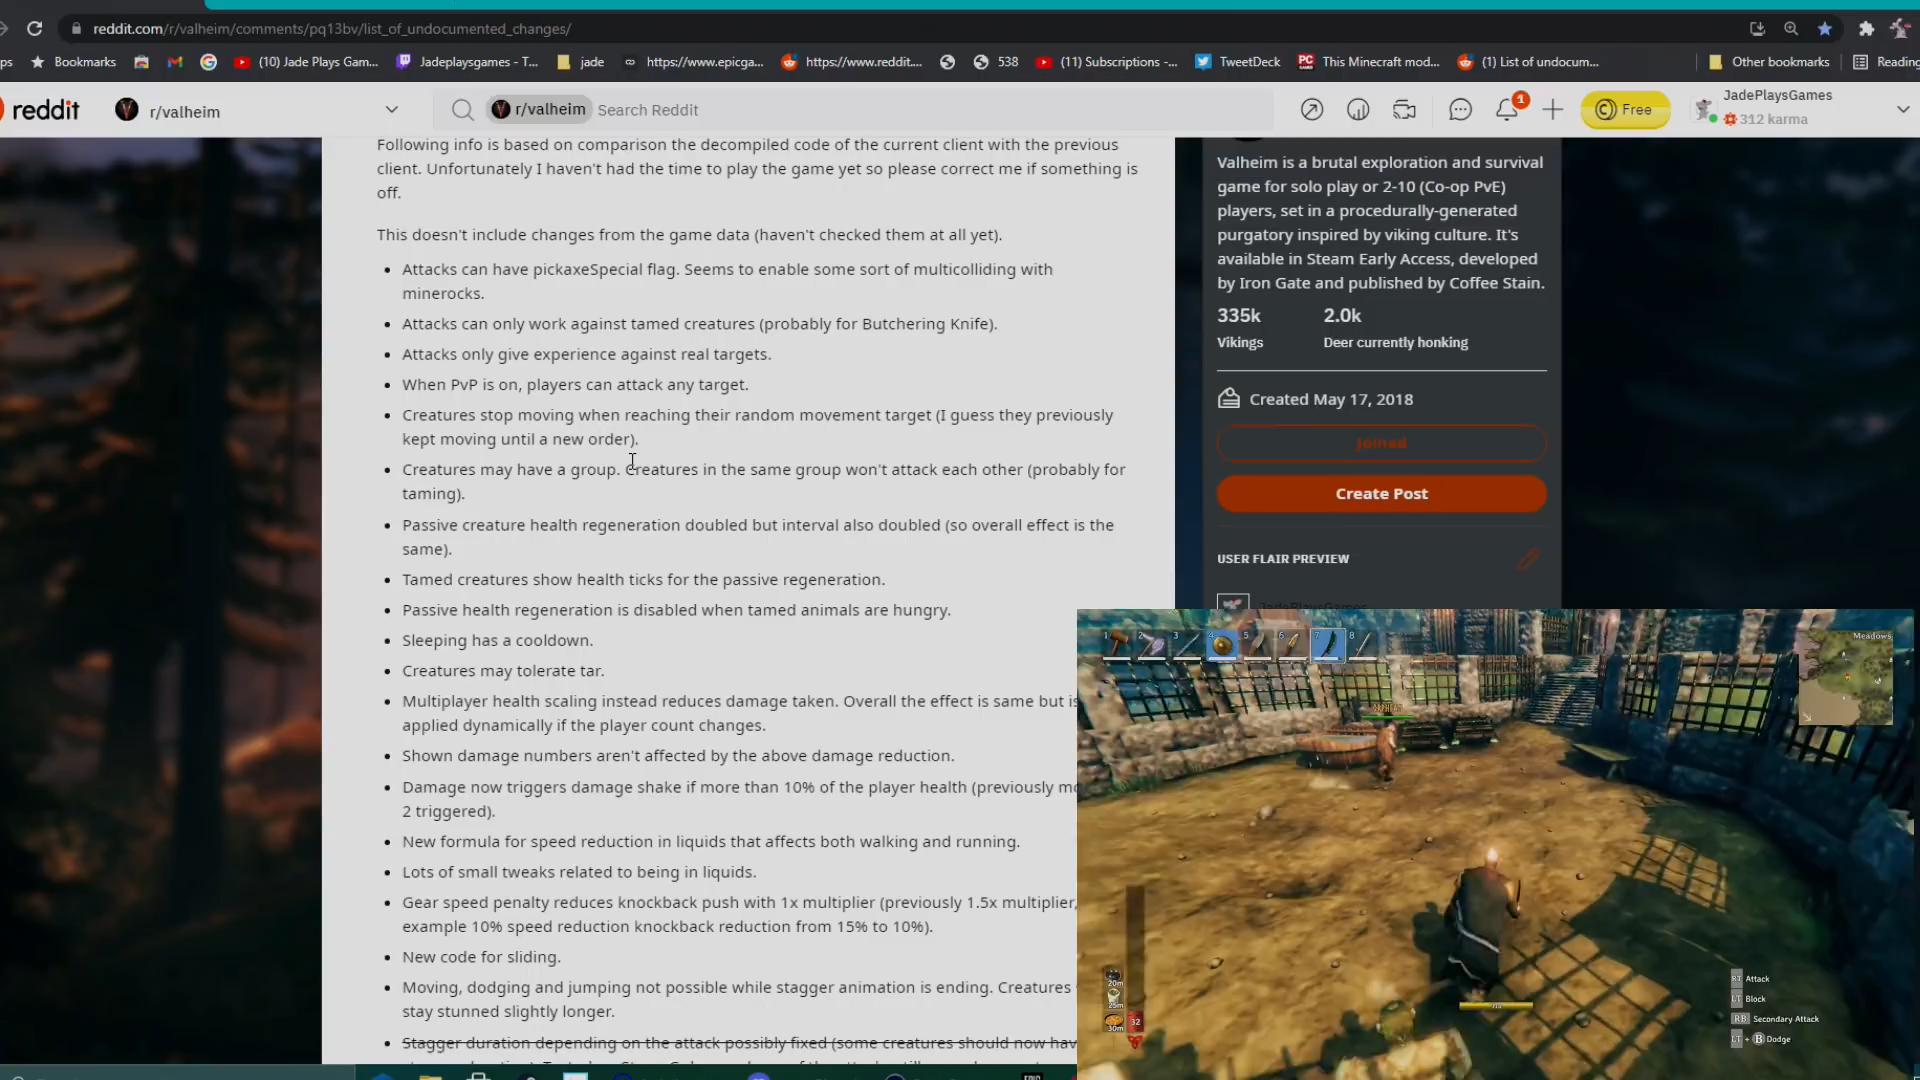 reddit.com/r/valheim/comments/pq13bv/list_of_undocumented_changes/
ps Bookmarks (10) Jade Plays Gam... Jadeplaysgames - T... jade https://www.epicga... https://www.reddit.... 538 (11) Subscriptions -... TweetDeck This Minecraft mod... (1) List of undocum... Other bookmarks Reading
reddit r/valheim r/valheim Search Reddit 1 Free JadePlaysGames
312 karma
Following info is based on comparison the decompiled code of the current client with the previous
client. Unfortunately I haven't had the time to play the game yet so please correct me if something is
off.
This doesn't include changes from the game data (haven't checked them at all yet).
• Attacks can have pickaxeSpecial flag. Seems to enable some sort of multicolliding with
minerocks.
• Attacks can only work against tamed creatures (probably for Butchering Knife).
• Attacks only give experience against real targets.
• When PvP is on, players can attack any target.
• Creatures stop moving when reaching their random movement target (I guess they previously
kept moving until a new order).
• Creatures may have a group. Creatures in the same group won't attack each other (probably for
taming).
• Passive creature health regeneration doubled but interval also doubled (so overall effect is the
same).
• Tamed creatures show health ticks for the passive regeneration.
• Passive health regeneration is disabled when tamed animals are hungry.
• Sleeping has a cooldown.
• Creatures may tolerate tar.
• Multiplayer health scaling instead reduces damage taken. Overall the effect is same but is
applied dynamically if the player count changes.
• Shown damage numbers aren't affected by the above damage reduction.
• Damage now triggers damage shake if more than 10% of the player health (previously
2 triggered).
• New formula for speed reduction in liquids that affects both walking and running.
• Lots of small tweaks related to being in liquids.
• Gear speed penalty reduces knockback push with 1x multiplier (previously 1.5x multiplier,
example 10% speed reduction knockback reduction from 15% to 10%).
• New code for sliding.
• Moving, dodging and jumping not possible while stagger animation is ending. Creatures
stay stunned slightly longer.
• Stagger duration depending on the attack possibly fixed (some creatures should now hav
Valheim is a brutal exploration and survival
game for solo play or 2-10 (Co-op PvE)
players, set in a procedurally-generated
purgatory inspired by viking culture. It's
available in Steam Early Access, developed
by Iron Gate and published by Coffee Stain.
335k 2.0k
Vikings Deer currently honking
Created May 17, 2018
Joined
Create Post
USER FLAIR PREVIEW
JadePlaysGames
1 2 3 4 5 6 7 8
Meadows
20m
25m
30m 32
RT Attack
LT Block
RB Secondary Attack
LT + B Dodge